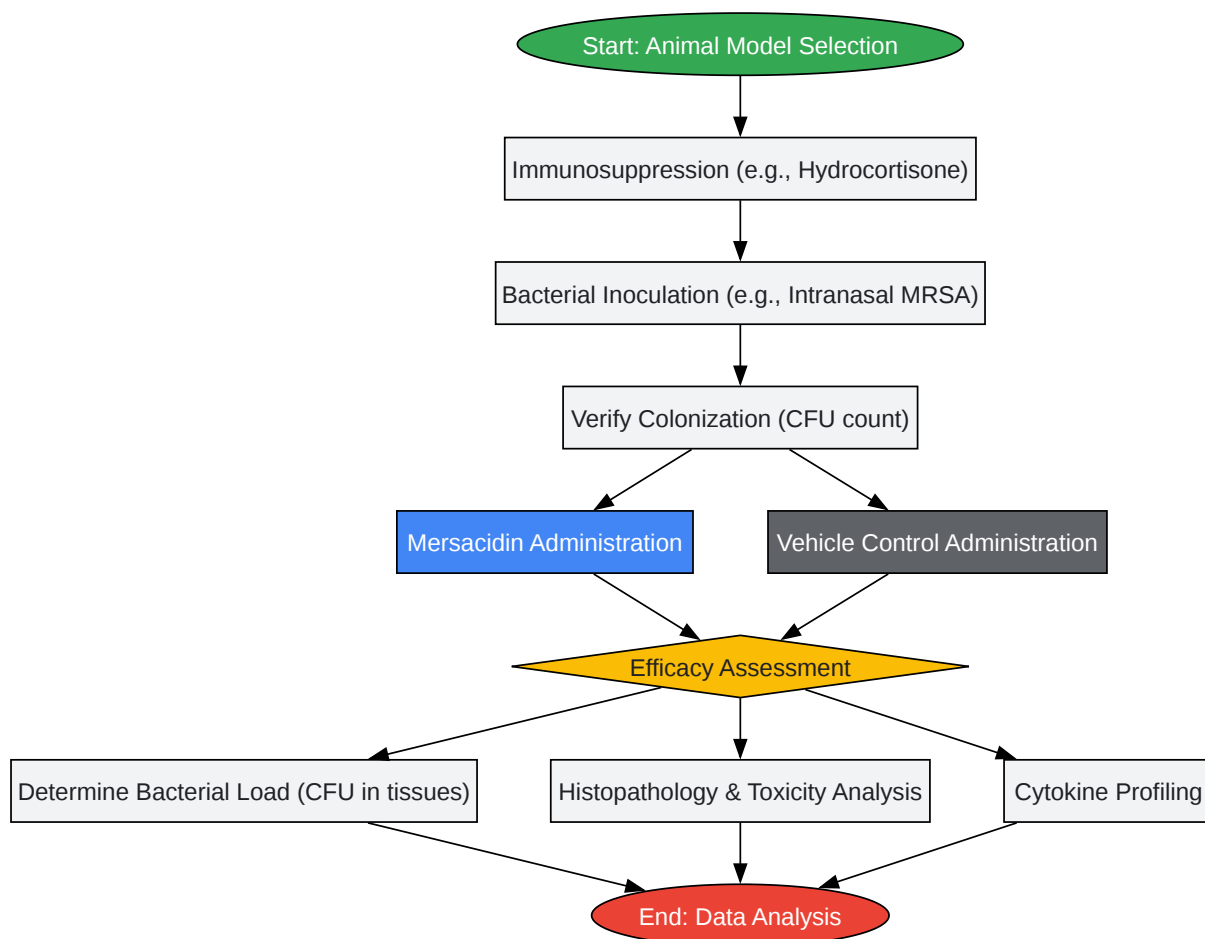 Start: Animal Model Selection
Immunosuppression (e.g., Hydrocortisone)
Bacterial Inoculation (e.g., Intranasal MRSA)
Verify Colonization (CFU count)
Mersacidin Administration
Vehicle Control Administration
Efficacy Assessment
Determine Bacterial Load (CFU in tissues)
Histopathology & Toxicity Analysis
Cytokine Profiling
End: Data Analysis